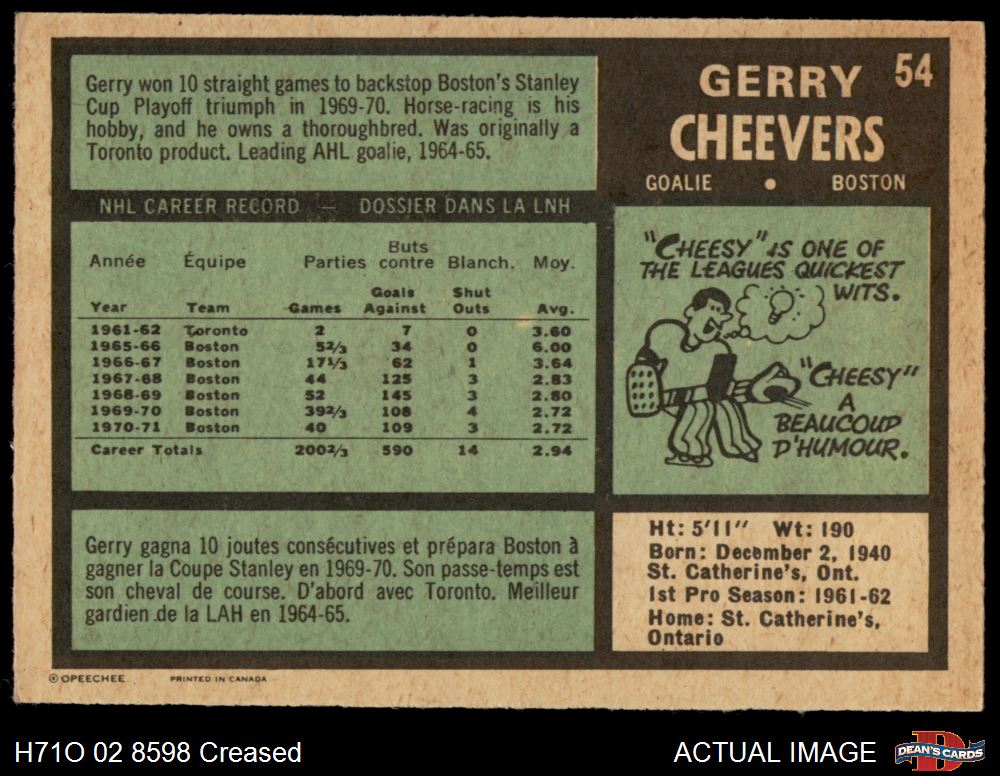 Gerry won 10 straight games to backstop Boston's Stanley
Cup Playoff triumph in 1969-70. Horse-racing is his
hobby, and he owns a thoroughbred. Was originally a
Toronto product. Leading AHL goalie, 1964-65.
GERRY 54
CHEEVERS
GOALIE • BOSTON
NHL CAREER RECORD — DOSSIER DANS LA LNH
Année Équipe Parties Buts contre Blanch. Moy.
Year Team Games Goals Against Shut Outs Avg.
1961-62 Toronto 2 7 0 3.60
1965-66 Boston 52/3 34 0 6.00
1966-67 Boston 171/3 62 1 3.64
1967-68 Boston 44 125 3 2.83
1968-69 Boston 52 145 3 2.80
1969-70 Boston 392/3 108 4 2.72
1970-71 Boston 40 109 3 2.72
Career Totals 2002/3 590 14 2.94
"CHEESY" IS ONE OF
THE LEAGUES QUICKEST
WITS.
"CHEESY"
A
BEAUCOUP
D'HUMOUR.
Gerry gagna 10 joutes consécutives et prépara Boston à
gagner la Coupe Stanley en 1969-70. Son passe-temps est
son cheval de course. D'abord avec Toronto. Meilleur
gardien de la LAH en 1964-65.
Ht: 5'11" Wt: 190
Born: December 2, 1940
St. Catherine's, Ont.
1st Pro Season: 1961-62
Home: St. Catherine's,
Ontario
© OPEECHEE PRINTED IN CANADA
H71O 02 8598 Creased
ACTUAL IMAGE
D
DEAN'S CARDS